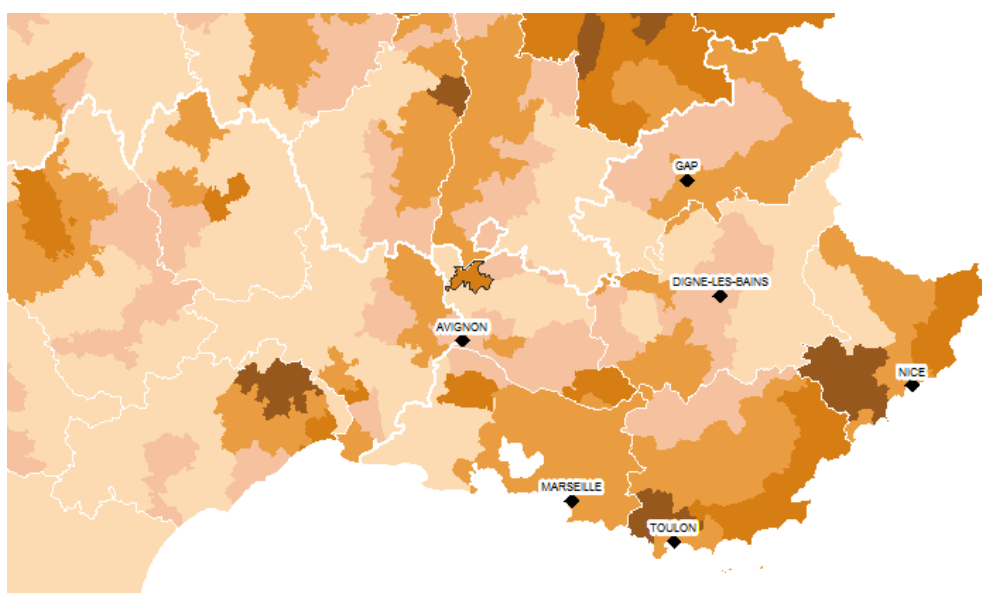 GAP
DIGNE-LES-BAINS
AVIGNON
NICE
MARSEILLE
TOULON